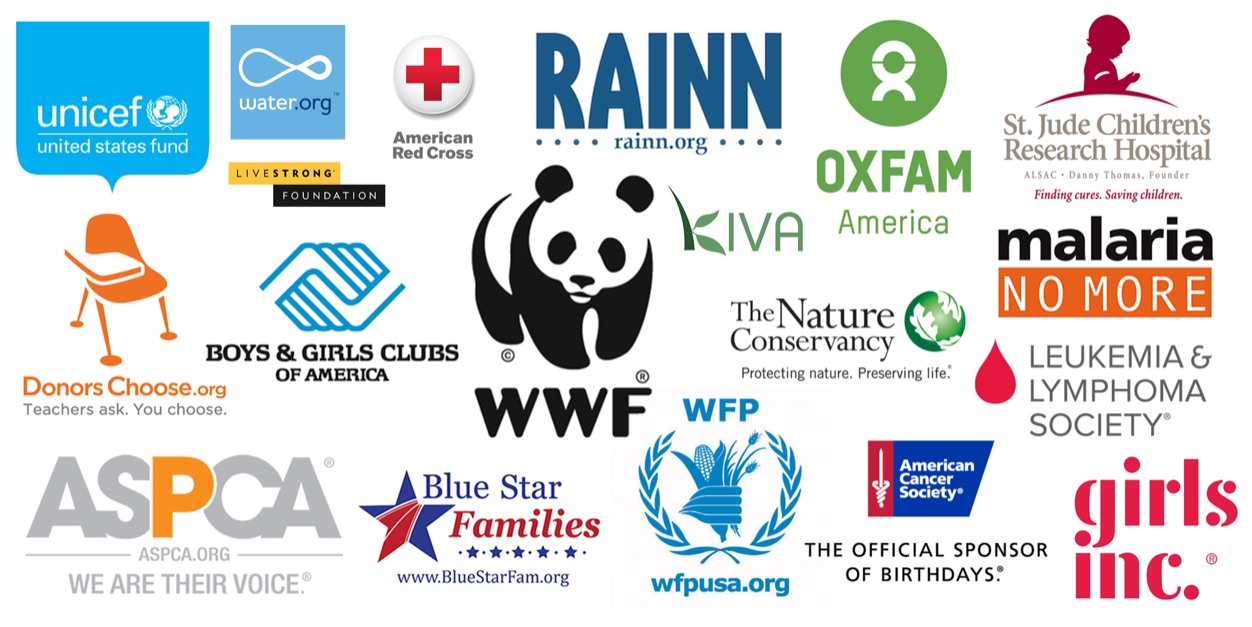 unicef
united states fund
water.org™
American
Red Cross
RAINN
rainn.org
OXFAM
America
St. Jude Children's
Research Hospital
ALSAC • Danny Thomas, Founder
Finding cures. Saving children.
LIVESTRONG®
FOUNDATION
KIVA
malaria
NO MORE
DonorsChoose.org
Teachers ask. You choose.
BOYS & GIRLS CLUBS
OF AMERICA
©
®
WWF
The Nature
Conservancy
Protecting nature. Preserving life.®
LEUKEMIA &
LYMPHOMA
SOCIETY®
ASPCA®
ASPCA.ORG
WE ARE THEIR VOICE.®
Blue Star
Families
www.BlueStarFam.org
WFP
wfpusa.org
American
Cancer
Society®
THE OFFICIAL SPONSOR
OF BIRTHDAYS.®
girls
inc.®